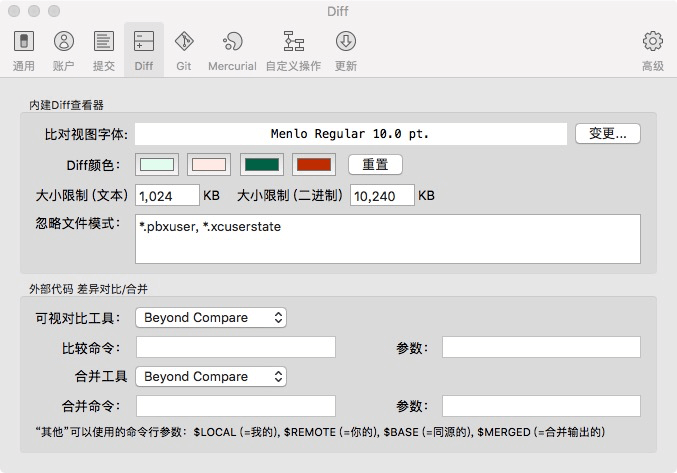 Diff
通用 账户 提交 Diff Git Mercurial 自定义操作 更新 高级
内建Diff查看器
比对视图字体: Menlo Regular 10.0 pt. 变更...
Diff颜色： 重置
大小限制 (文本) 1,024 KB 大小限制 (二进制) 10,240 KB
忽略文件模式： *.pbxuser, *.xcuserstate
外部代码 差异对比/合并
可视对比工具： Beyond Compare
比较命令： 参数：
合并工具 Beyond Compare
合并命令： 参数：
“其他”可以使用的命令行参数： $LOCAL (=我的), $REMOTE (=你的), $BASE (=同源的), $MERGED (=合并输出的)